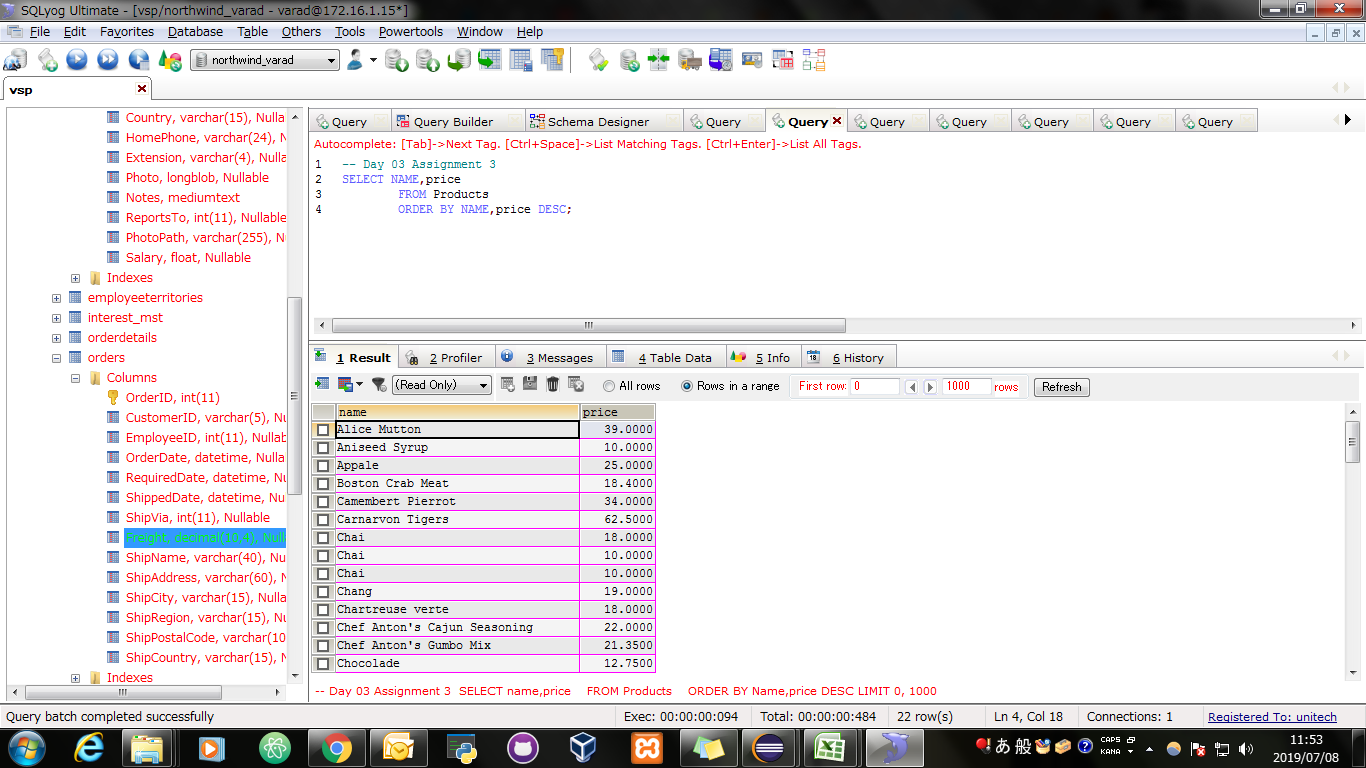 SQLyog Ultimate - [vsp/northwind_varad - varad@172.16.1.15*]
File Edit Favorites Database Table Others Tools Powertools Window Help
northwind_varad
vsp
Country, varchar(15), Nulla
HomePhone, varchar(24), N
Extension, varchar(4), Nulla
Photo, longblob, Nullable
Notes, mediumtext
ReportsTo, int(11), Nullable
PhotoPath, varchar(255), Nu
Salary, float, Nullable
Indexes
employeeterritories
interest_mst
orderdetails
orders
Columns
OrderID, int(11)
CustomerID, varchar(5), Nu
EmployeeID, int(11), Nullab
OrderDate, datetime, Nulla
RequiredDate, datetime, Nu
ShippedDate, datetime, Nu
ShipVia, int(11), Nullable
Freight, decimal(10,4), Null
ShipName, varchar(40), Nu
ShipAddress, varchar(60), N
ShipCity, varchar(15), Nulla
ShipRegion, varchar(15), Nu
ShipPostalCode, varchar(10
ShipCountry, varchar(15), N
Indexes
Query Query Builder Schema Designer Query Query Query Query Query Query Query
Autocomplete: [Tab]->Next Tag. [Ctrl+Space]->List Matching Tags. [Ctrl+Enter]->List All Tags.
1 -- Day 03 Assignment 3
2 SELECT NAME,price
3 FROM Products
4 ORDER BY NAME,price DESC;
1 Result 2 Profiler 3 Messages 4 Table Data 5 Info 6 History
(Read Only) All rows Rows in a range First row: 0 1000 rows Refresh
name price
Alice Mutton 39.0000
Aniseed Syrup 10.0000
Appale 25.0000
Boston Crab Meat 18.4000
Camembert Pierrot 34.0000
Carnarvon Tigers 62.5000
Chai 18.0000
Chai 10.0000
Chai 10.0000
Chang 19.0000
Chartreuse verte 18.0000
Chef Anton's Cajun Seasoning 22.0000
Chef Anton's Gumbo Mix 21.3500
Chocolade 12.7500
-- Day 03 Assignment 3 SELECT name,price FROM Products ORDER BY Name,price DESC LIMIT 0, 1000
Query batch completed successfully Exec: 00:00:00:094 Total: 00:00:00:484 22 row(s) Ln 4, Col 18 Connections: 1 Registered To: unitech
あ 般 CAPS KANA 11:53
2019/07/08